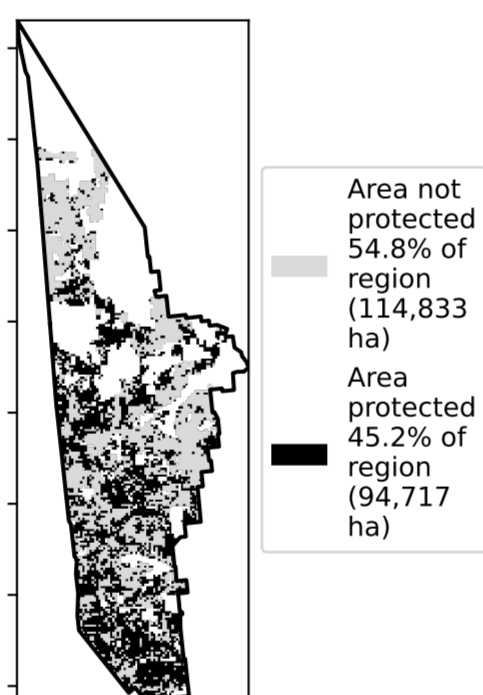 Area not
protected
54.8% of
region
(114,833
ha)
Area
protected
45.2% of
region
(94,717
ha)